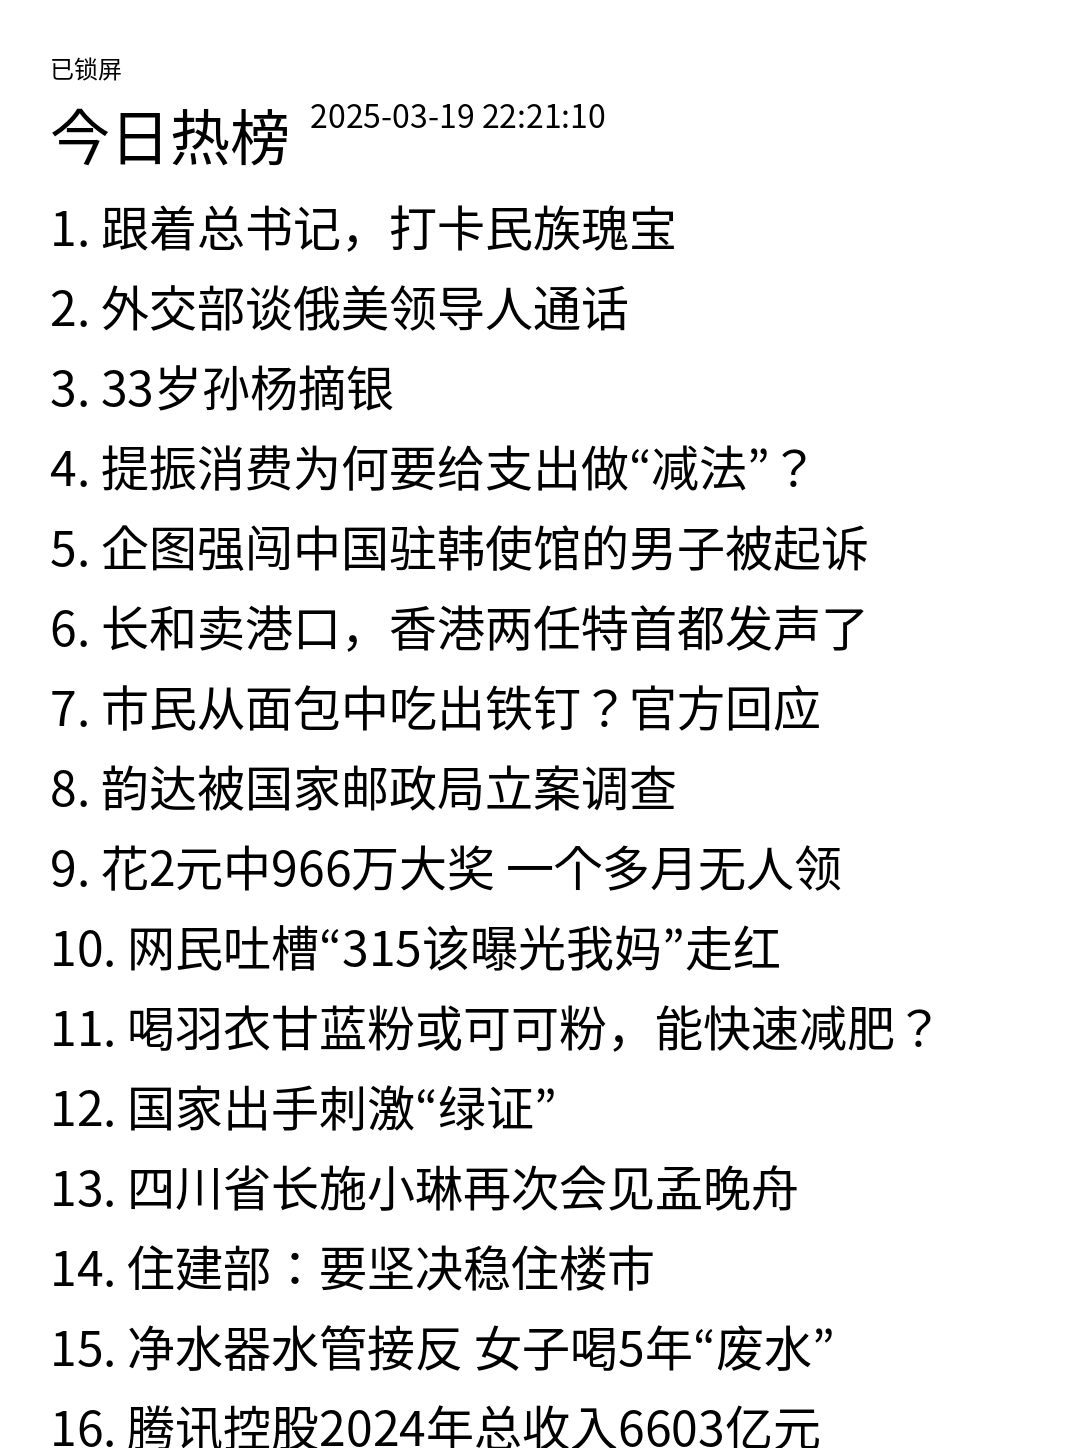 已锁屏
今日热榜 2025-03-19 22:21:10
1. 跟着总书记，打卡民族瑰宝
2. 外交部谈俄美领导人通话
3. 33岁孙杨摘银
4. 提振消费为何要给支出做“减法”？
5. 企图强闯中国驻韩使馆的男子被起诉
6. 长和卖港口，香港两任特首都发声了
7. 市民从面包中吃出铁钉？官方回应
8. 韵达被国家邮政局立案调查
9. 花2元中966万大奖 一个多月无人领
10. 网民吐槽“315该曝光我妈”走红
11. 喝羽衣甘蓝粉或可可粉，能快速减肥？
12. 国家出手刺激“绿证”
13. 四川省长施小琳再次会见孟晚舟
14. 住建部：要坚决稳住楼市
15. 净水器水管接反 女子喝5年“废水”
16. 腾讯控股2024年总收入6603亿元